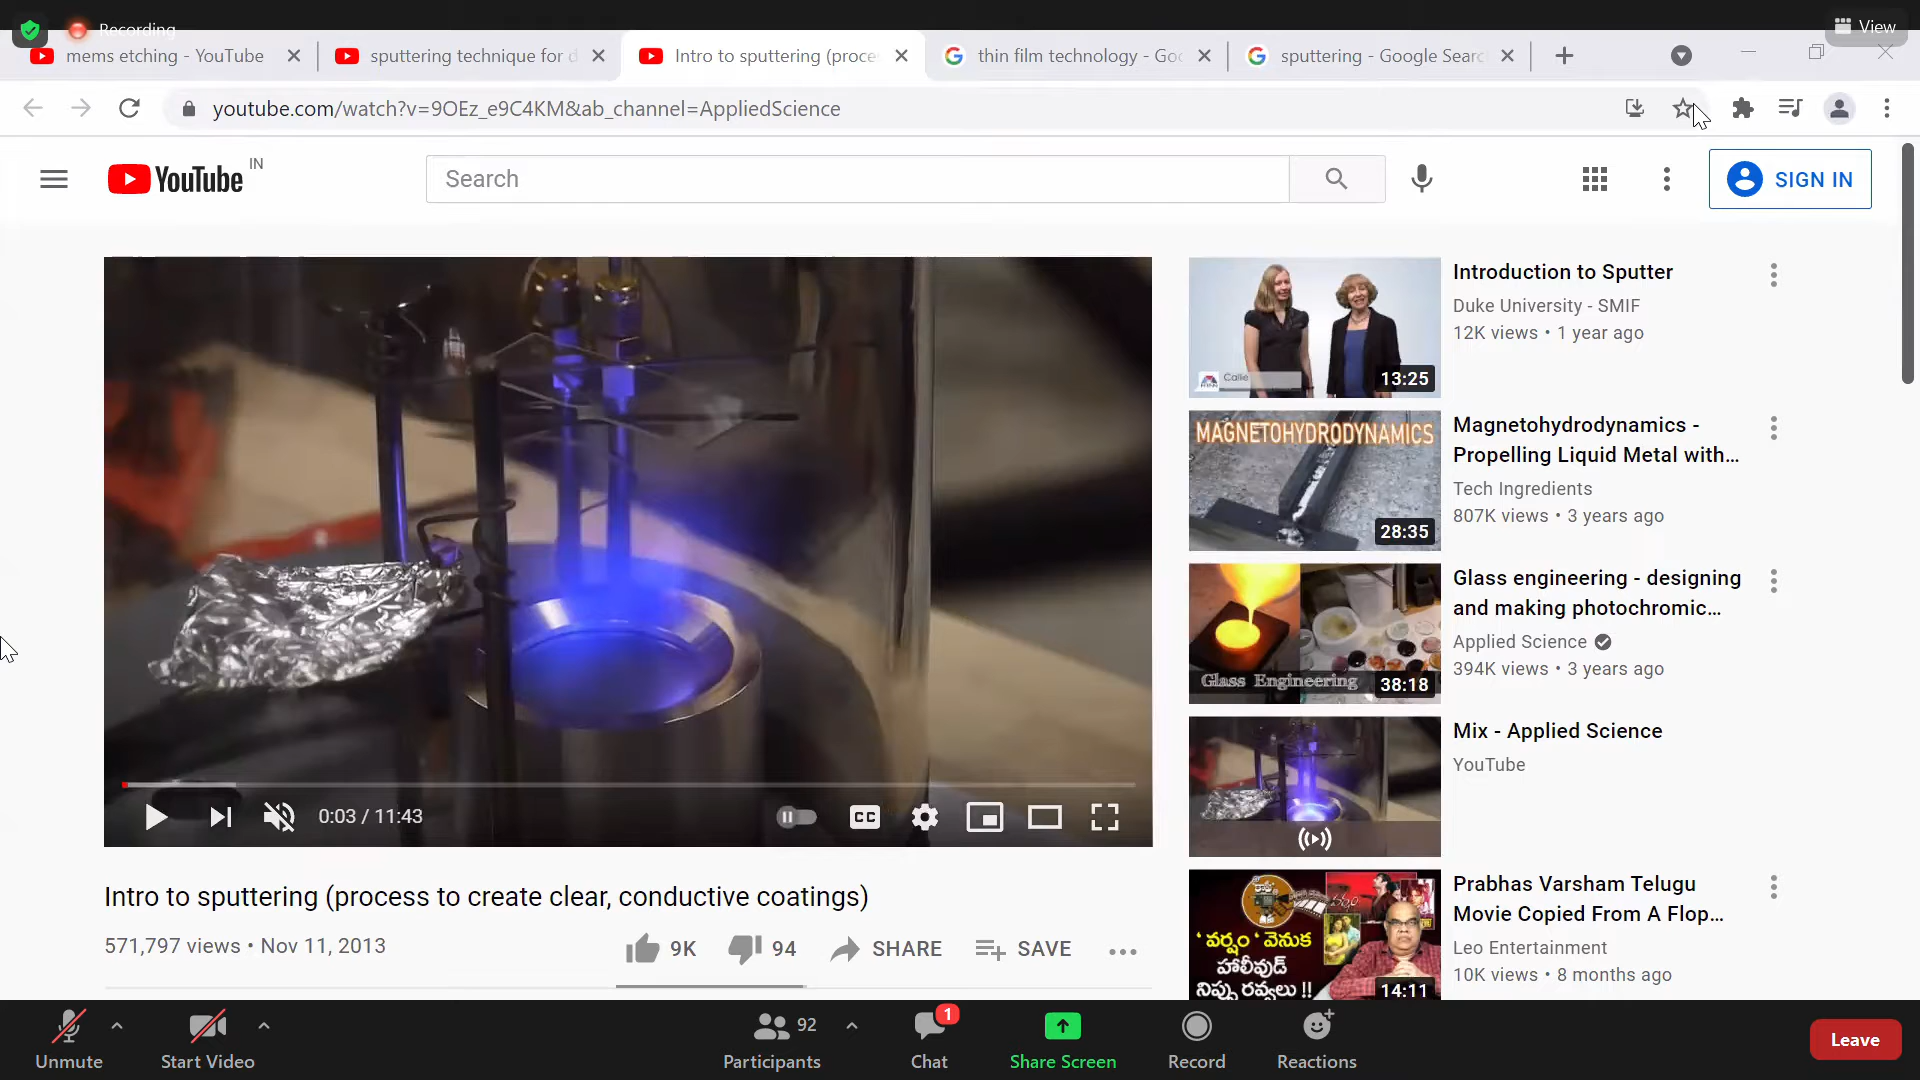 Recording
View
mems etching - YouTube
sputtering technique for d
Intro to sputtering (proce
thin film technology - Goo
sputtering - Google Searc
youtube.com/watch?v=9OEz_e9C4KM&ab_channel=AppliedScience
YouTube IN
Search
SIGN IN
Introduction to Sputter
Duke University - SMIF
12K views • 1 year ago
Callie
13:25
MAGNETOHYDRODYNAMICS
Magnetohydrodynamics -
Propelling Liquid Metal with...
Tech Ingredients
807K views • 3 years ago
28:35
Glass engineering - designing
and making photochromic...
Applied Science
394K views • 3 years ago
Glass Engineering
38:18
Mix - Applied Science
YouTube
0:03 / 11:43
CC
Intro to sputtering (process to create clear, conductive coatings)
571,797 views • Nov 11, 2013
9K
94
SHARE
SAVE
Prabhas Varsham Telugu
Movie Copied From A Flop...
Leo Entertainment
10K views • 8 months ago
' వర్షం ' వెనుక
హాలీవుడ్
నిప్పు రవ్వలు !!
14:11
Unmute
Start Video
92
Participants
1
Chat
Share Screen
Record
Reactions
Leave